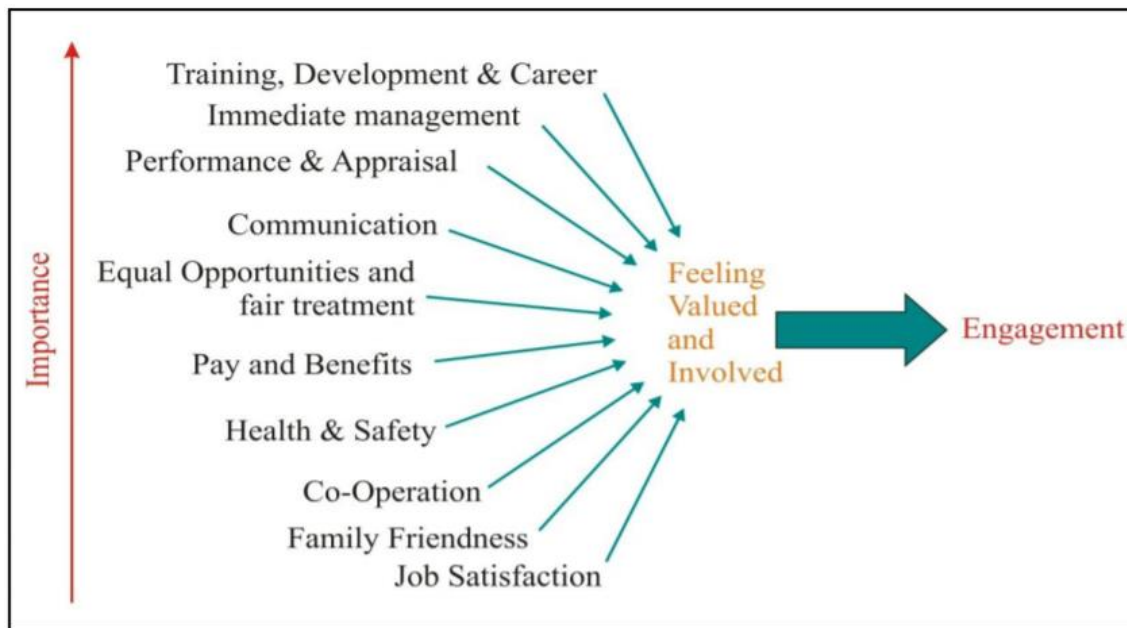 Training, Development & Career
Immediate management
Performance & Appraisal
Communication
Equal Opportunities and
fair treatment
Pay and Benefits
Health & Safety
Co-Operation
Family Friendness
Job Satisfaction
Importance
Feeling
Valued
and
Involved
Engagement